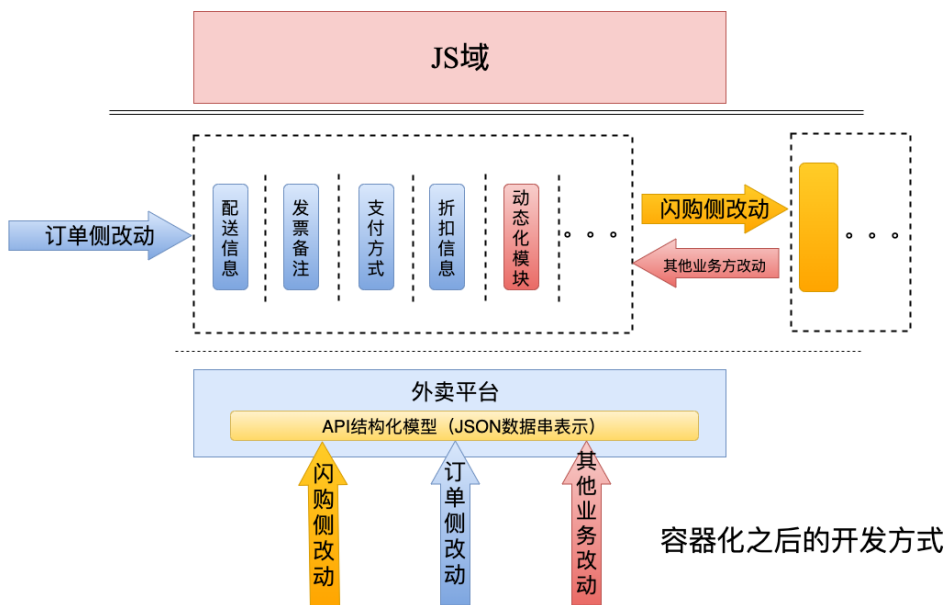 JS域
订单侧改动
配送信息
发票备注
支付方式
折扣信息
动态化模块
闪购侧改动
其他业务方改动
外卖平台
API结构化模型（JSON数据串表示）
闪购侧改动
订单侧改动
其他业务改动
容器化之后的开发方式